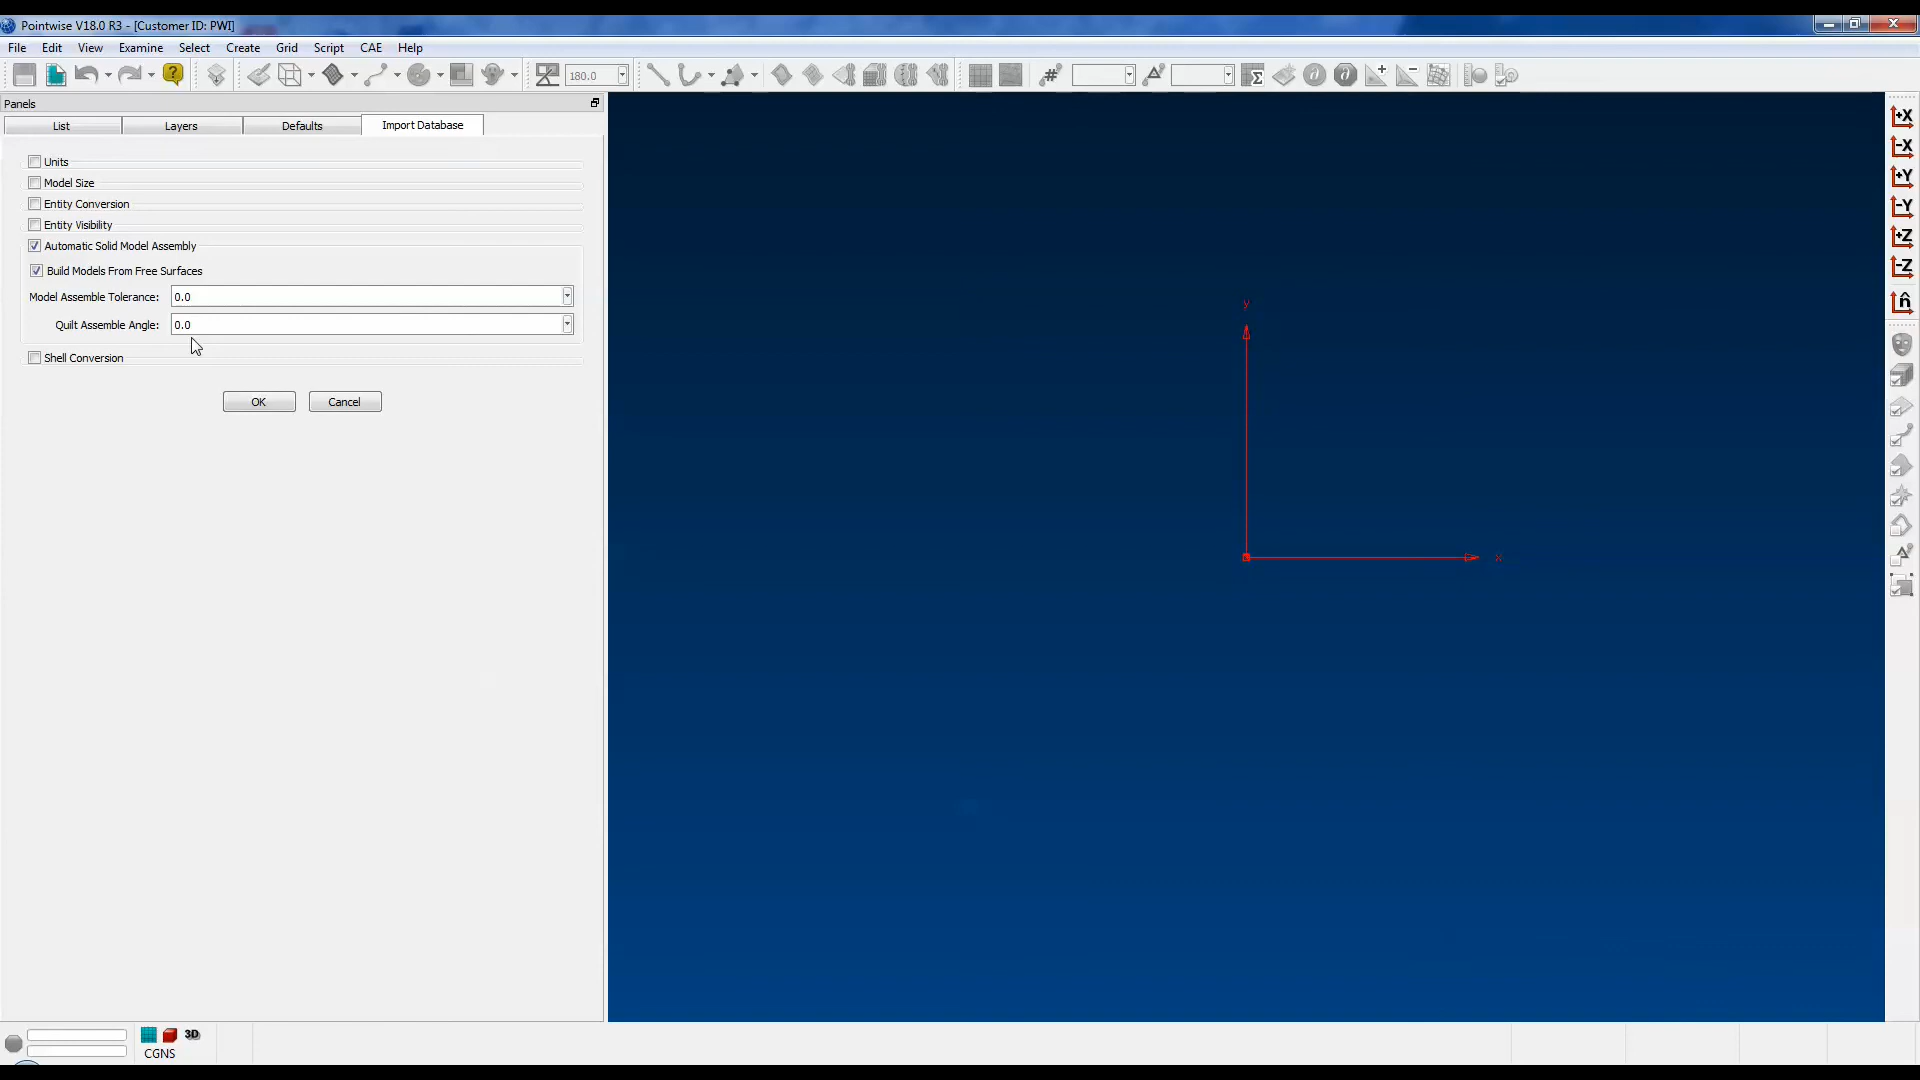 Pointwise V18.0 R3 - [Customer ID: PWI]
File Edit View Examine Select Create Grid Script CAE Help
180.0
Panels
List Layers Defaults Import Database
Units
Model Size
Entity Conversion
Entity Visibility
Automatic Solid Model Assembly
Build Models From Free Surfaces
Model Assemble Tolerance: 0.0
Quilt Assemble Angle: 0.0
Shell Conversion
OK Cancel
y
x
+X
-X
+Y
-Y
+Z
-Z
n̂
3D
CGNS